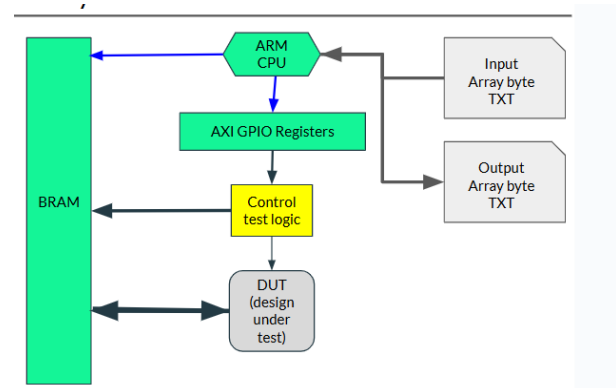 ARM
CPU
Input
Array byte
TXT
AXI GPIO Registers
Output
Array byte
TXT
BRAM
Control
test logic
DUT
(design
under
test)